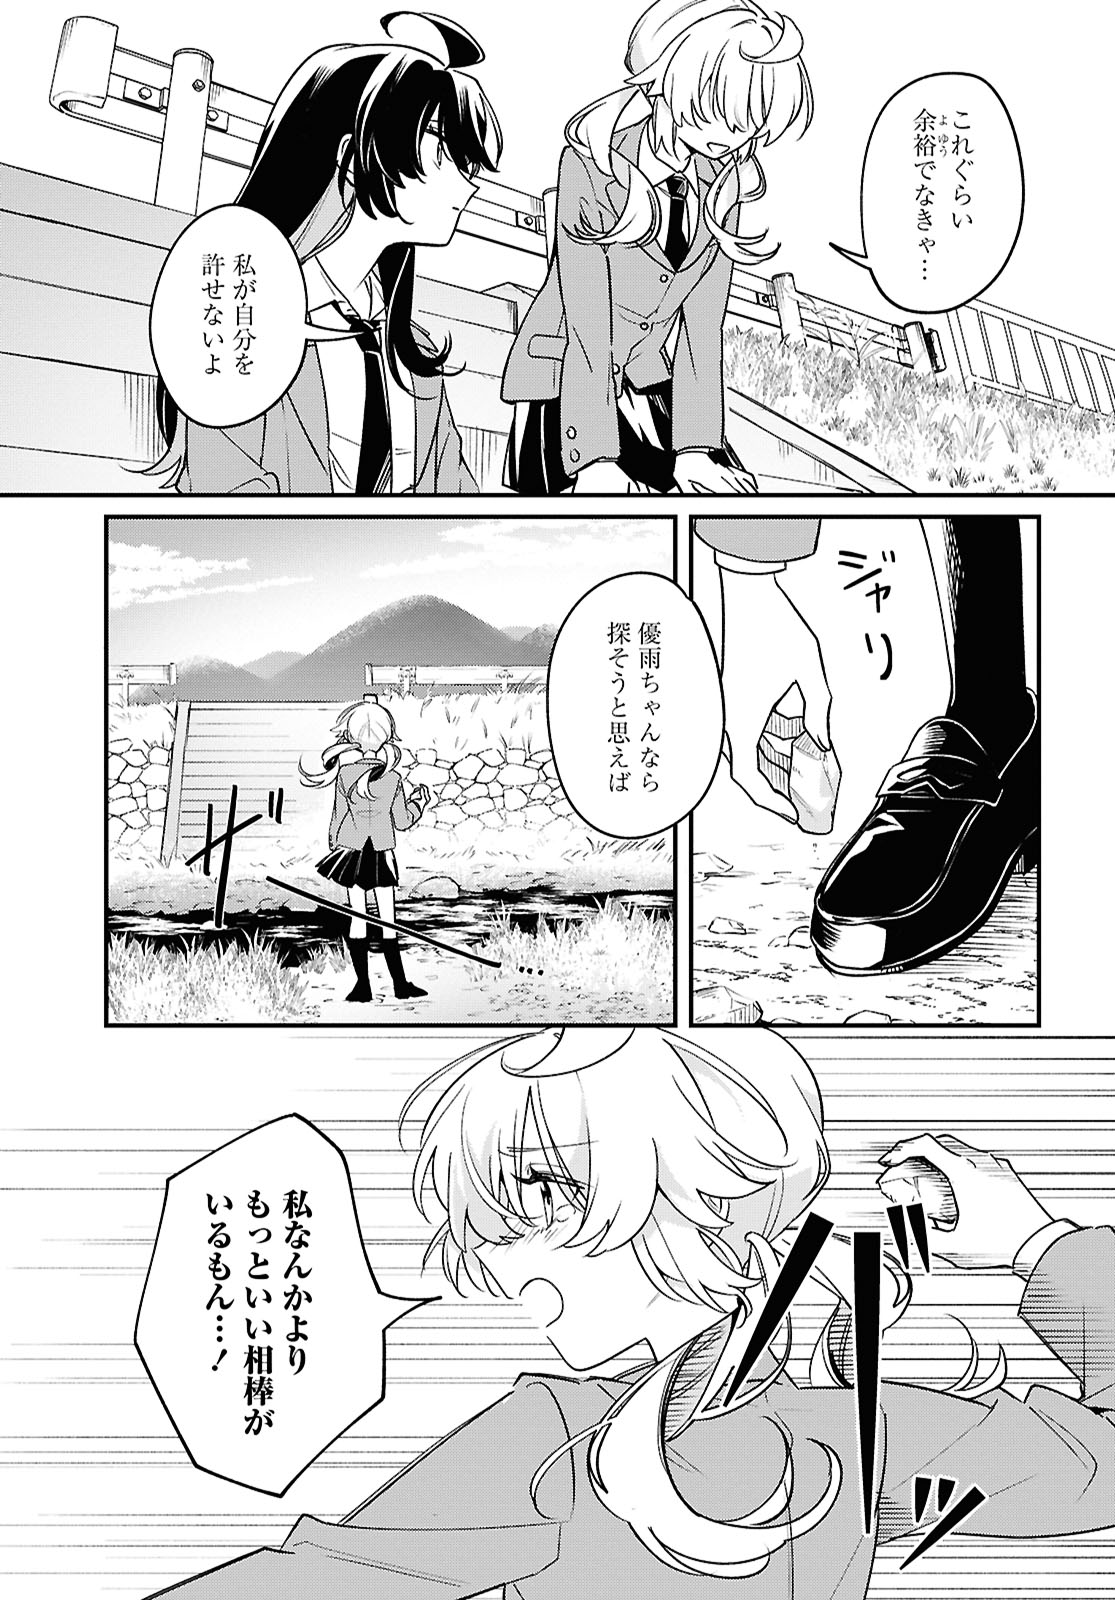 これぐらい
余裕でなきゃ…
よゆう
私が自分を
許せないよ
ジャリ
優雨ちゃんなら
探そうと思えば
ザッ…
私なんかより
もっといい相棒が
いるもん…!